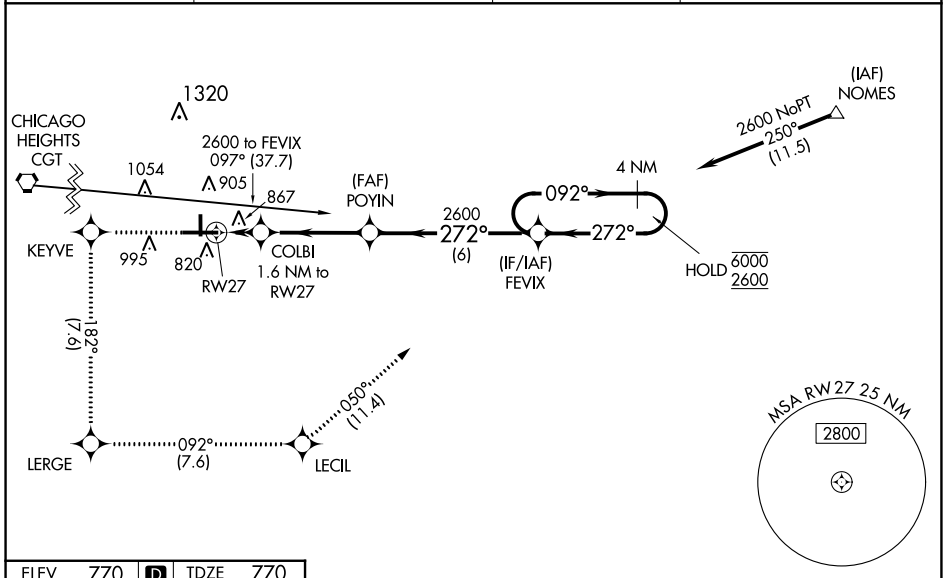 1320
(IAF)
NOMES
2600 NoPT
250°
(11.5)
CHICAGO
HEIGHTS
CGT
2600 to FEVIX
097° (37.7)
1054
905
867
(FAF)
POYIN
4 NM
092°
2600
272°
(6)
272°
KEYVE
995
820
RW27
COLBI
1.6 NM to
RW27
(IF/IAF)
FEVIX
HOLD 6000
2600
182°
(7.6)
050°
(11.4)
LERGE
092°
(7.6)
LECIL
MSA RW27 25 NM
2800
ELEV 770 D TDZE 770